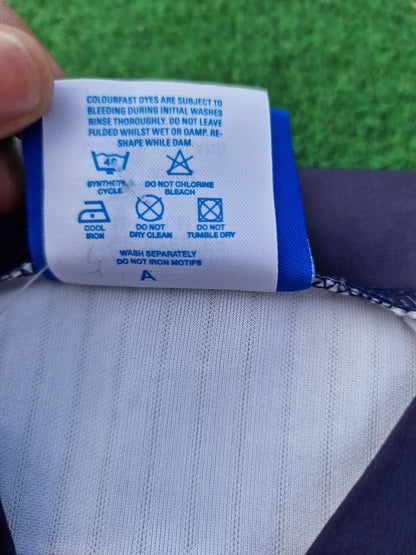 COLOURFAST DYES ARE SUBJECT TO
BLEEDING DURING INITIAL WASHES
RINSE THOROUGHLY. DO NOT LEAVE
FULDED WHILST WET OR DAMP. RE-
SHAPE WHILE DAM.
40
SYNTHETIC CYCLE
DO NOT CHLORINE BLEACH
COOL IRON
DO NOT DRY CLEAN
DO NOT TUMBLE DRY
WASH SEPARATELY
DO NOT IRON MOTIFS
A